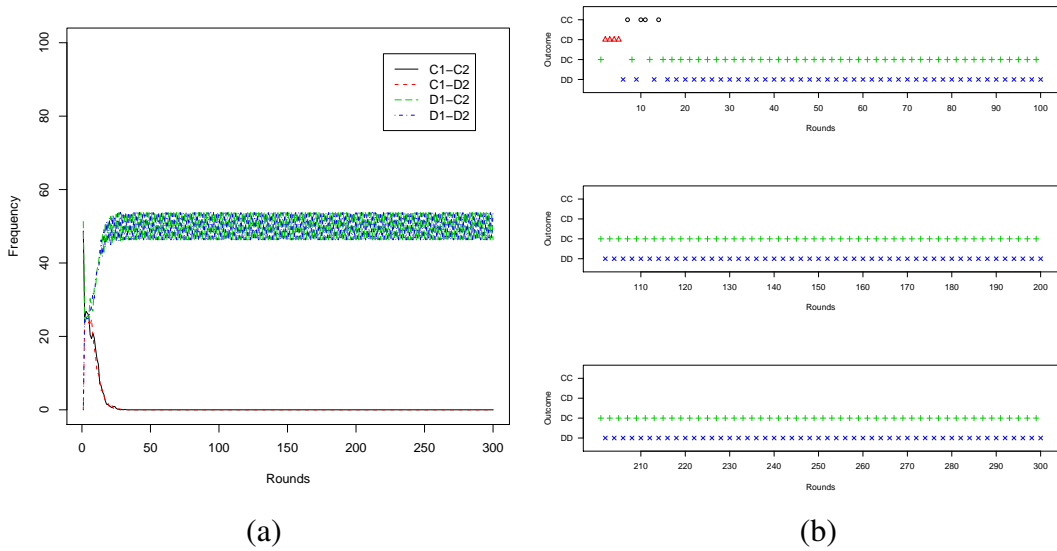 100
80
60
40
20
0
Frequency
C1−C2
C1−D2
D1−C2
D1−D2
0 50 100 150 200 250 300
Rounds
(a)
CC
CD
DC
DD
Outcome
10 20 30 40 50 60 70 80 90 100
Rounds
CC
CD
DC
DD
Outcome
110 120 130 140 150 160 170 180 190 200
Rounds
CC
CD
DC
DD
Outcome
210 220 230 240 250 260 270 280 290 300
Rounds
(b)